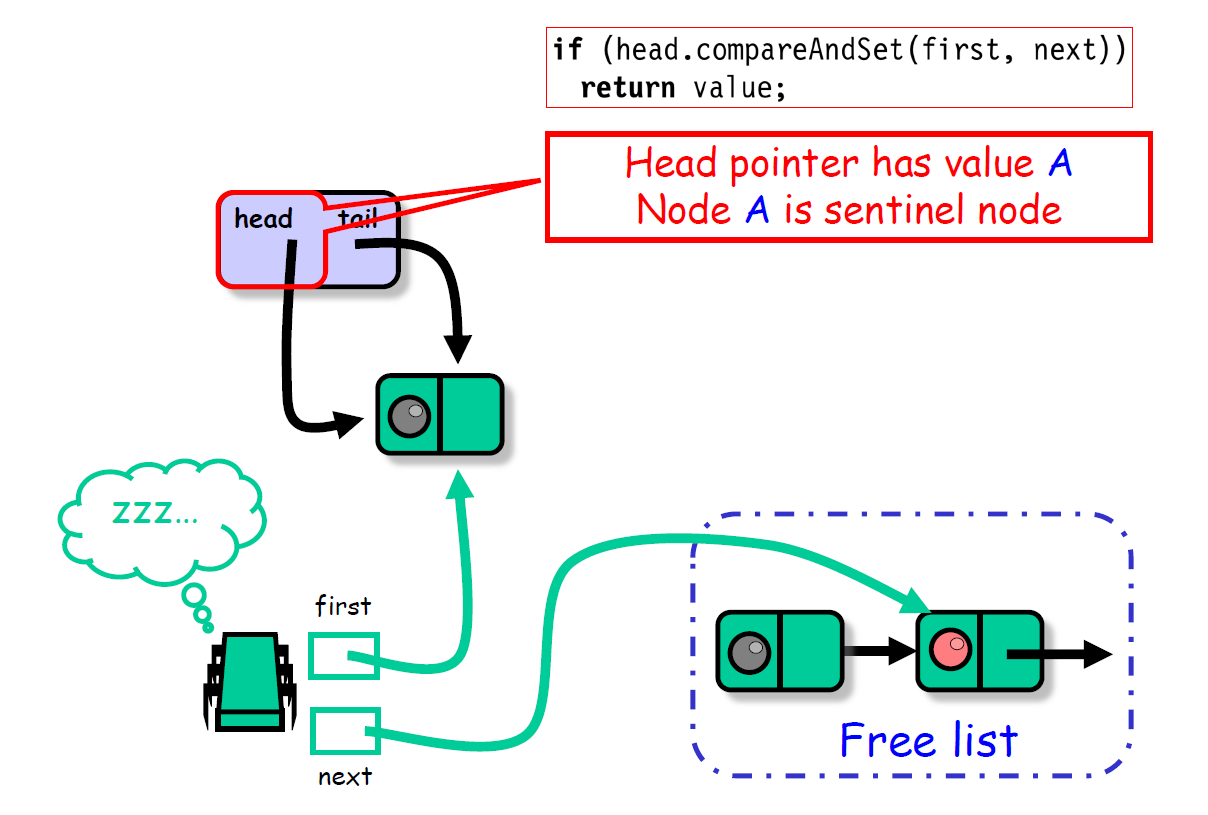 if (head.compareAndSet(first, next))
return value;
Head pointer has value A
Node A is sentinel node
head tail
zzz...
first
next
Free list